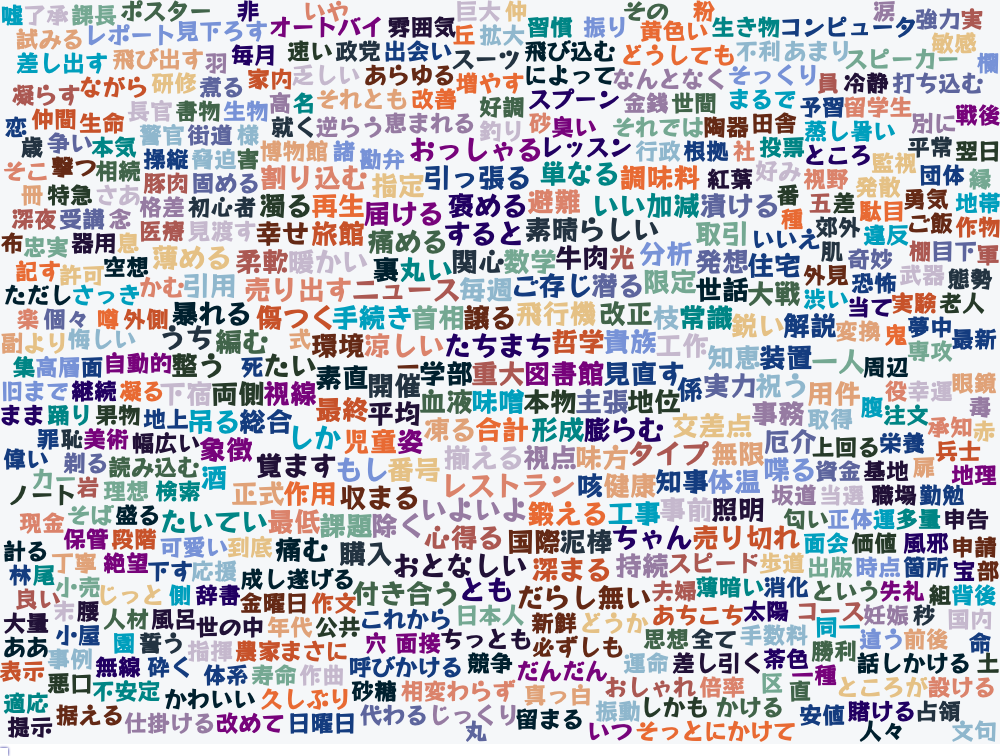 嘘 了承 課長 ポスター 非 いや 巨大 仲 その 粉 涙
試みる レポート 見下ろす オートバイ 雰囲気 丘 拡大 習慣 振り 黄色い 生き物 コンピュータ 強力 実
差し出す 飛び出す 羽 毎月 速い 政党 出会い スーツ 飛び込む どうしても 不利 あまり スピーカー 敏感 欄
凝らす ながら 研修 煮る 家内 乏しい あらゆる 増やす によって なんとなく そっくり 員 冷静 打ち込む
恋 仲間 生命 長官 書物 生物 高 名 それとも 改善 好調 スプーン 金銭 世間 まるで 予習 留学生 戦後
歳 争い 本気 警官 街道 様 就く 逆らう 恵まれる 釣り 砂 臭い それでは 陶器 田舎 蒸し暑い 別に
そこ 撃つ 相続 操縦 脅迫 害 博物館 諸 勤弁 おっしゃる レッスン 行政 根拠 社 投票 ところ 監視 平常 翌日
冊 特急 さあ 豚肉 固める 割り込む 指定 引っ張る 単なる 調味料 紅葉 好み 視野 発散 団体 縁
深夜 受講 念 格差 初心者 濁る 再生 届ける 褒める 避難 いい加減 漬ける 番 種 五 差 駄目 勇気 地帯
布 忠実 器用 息 医療 見渡す 幸せ 旅館 痛める すると 素晴らしい 取引 いいえ 郊外 違反 ご飯 作物
記す 許可 空想 薄める 柔軟 暖かい 裏 丸い 関心 数学 牛肉 光 分析 発想 住宅 肌 奇妙 棚 目下 軍
ただし さっき かむ 引用 売り出す ニュース 毎週 ご存じ 潜る 限定 世話 大戦 外見 恐怖 武器 態勢
楽 個々 噂 外側 暴れる 傷つく 手続き 首相 譲る 飛行機 改正 枝 常識 渋い 当て 実験 老人
副 より 悔しい うち 編む 式 環境 涼しい たちまち 哲学 貴族 工作 鋭い 解説 変換 鬼 夢中 最新
集 高層 面 自動的 整う 死 たい 素直 一 学部 重大 図書館 見直す 知恵 装置 一人 周辺 専攻
旧 まで 継続 凝る 下宿 両側 視線 開催 血液 味噌 本物 主張 地位 係 実力 祝う 用件 役 幸運 眼鏡
まま 踊り 果物 地上 吊る 総合 最終 平均 凍る 合計 形成 膨らむ 交差点 事務 取得 腹 注文 承知 毒 赤
罪 恥 美術 幅広い 象徴 しか 児童 姿 揃える 視点 味方 タイプ 無限 厄介 上回る 栄養 兵士
偉い 剃る 読み込む 酒 覚ます もし 番号 咳 健康 知事 体温 喋る 資金 基地 扉 地理
カー ノート 岩 理想 検索 正式 作用 収まる レストラン 坂道 当選 職場 勤勉
現金 そば 盛る たいてい 最低 課題 除く いよいよ 鍛える 工事 事前 照明 匂い 正体 運 多量 申告
計る 保管 段階 可愛い 到底 痛む 購入 心得る 国際 泥棒 ちゃん 売り切れ 面会 価値 風邪 申請
林 尾 丁寧 絶望 下す 応援 成し遂げる おとなしい 深まる 持続 スピード 歩道 出版 時点 箇所 宝 部
良い 小売 じっと 側 辞書 金曜日 作文 付き合う とも だらし無い 夫婦 薄暗い 消化 という 失礼 組 背後
大量 末 腰 人材 風呂 世の中 年代 公共 これから 日本人 新鮮 どうか あちこち 太陽 コース 妊娠 秒 国内
ああ 小屋 園 誓う 指揮 農家 まさに 穴 面接 ちっとも 必ずしも 思想 全て 手数料 同一 違う 前後 命
表示 事例 無線 砕く 体系 寿命 作曲 呼びかける 競争 だんだん 運命 差し引く 茶色 勝利 話しかける 土
適応 悪口 不安定 かわいい 久しぶり 砂糖 相変わらず 真っ白 おしゃれ 倍率 区 直 一種 ところが 設ける
提示 据える 仕掛ける 改めて 日曜日 代わる じっくり 丸 留まる 振動 しかも かける 安値 賭ける 占領
いつ そっと にかけて 人々 文句